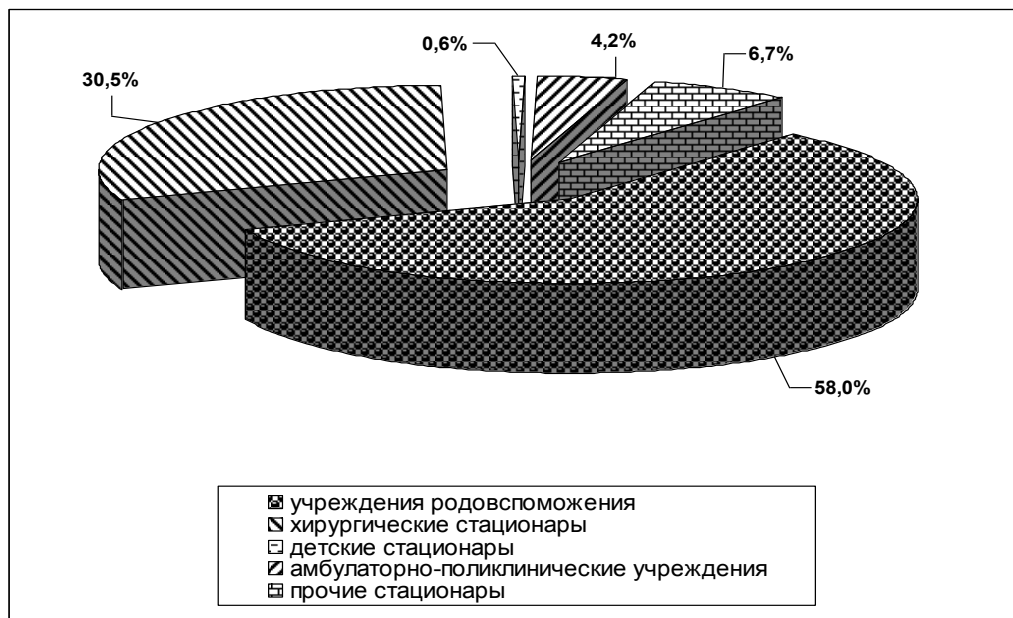 0,6%
4,2%
6,7%
30,5%
58,0%
учреждения родовспоможения
хирургические стационары
детские стационары
амбулаторно-поликлинические учреждения
прочие стационары